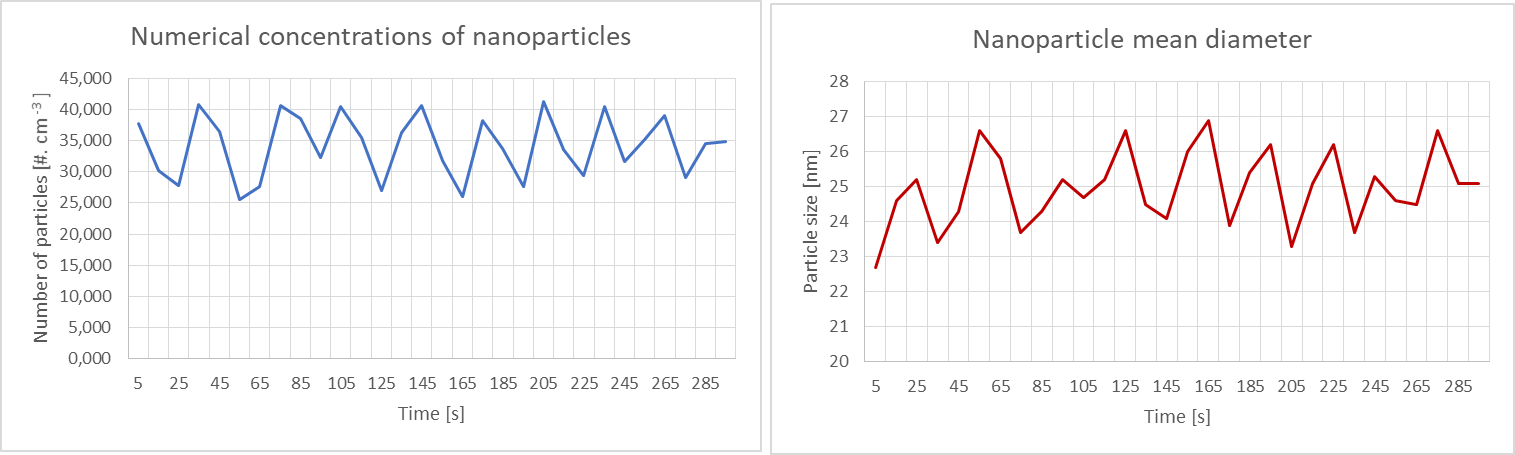 Numerical concentrations of nanoparticles
Number of particles [#. cm⁻³ ]
45,000
40,000
35,000
30,000
25,000
20,000
15,000
10,000
5,000
0,000
5 25 45 65 85 105 125 145 165 185 205 225 245 265 285
Time [s]
Nanoparticle mean diameter
Particle size [nm]
28
27
26
25
24
23
22
21
20
5 25 45 65 85 105 125 145 165 185 205 225 245 265 285
Time [s]